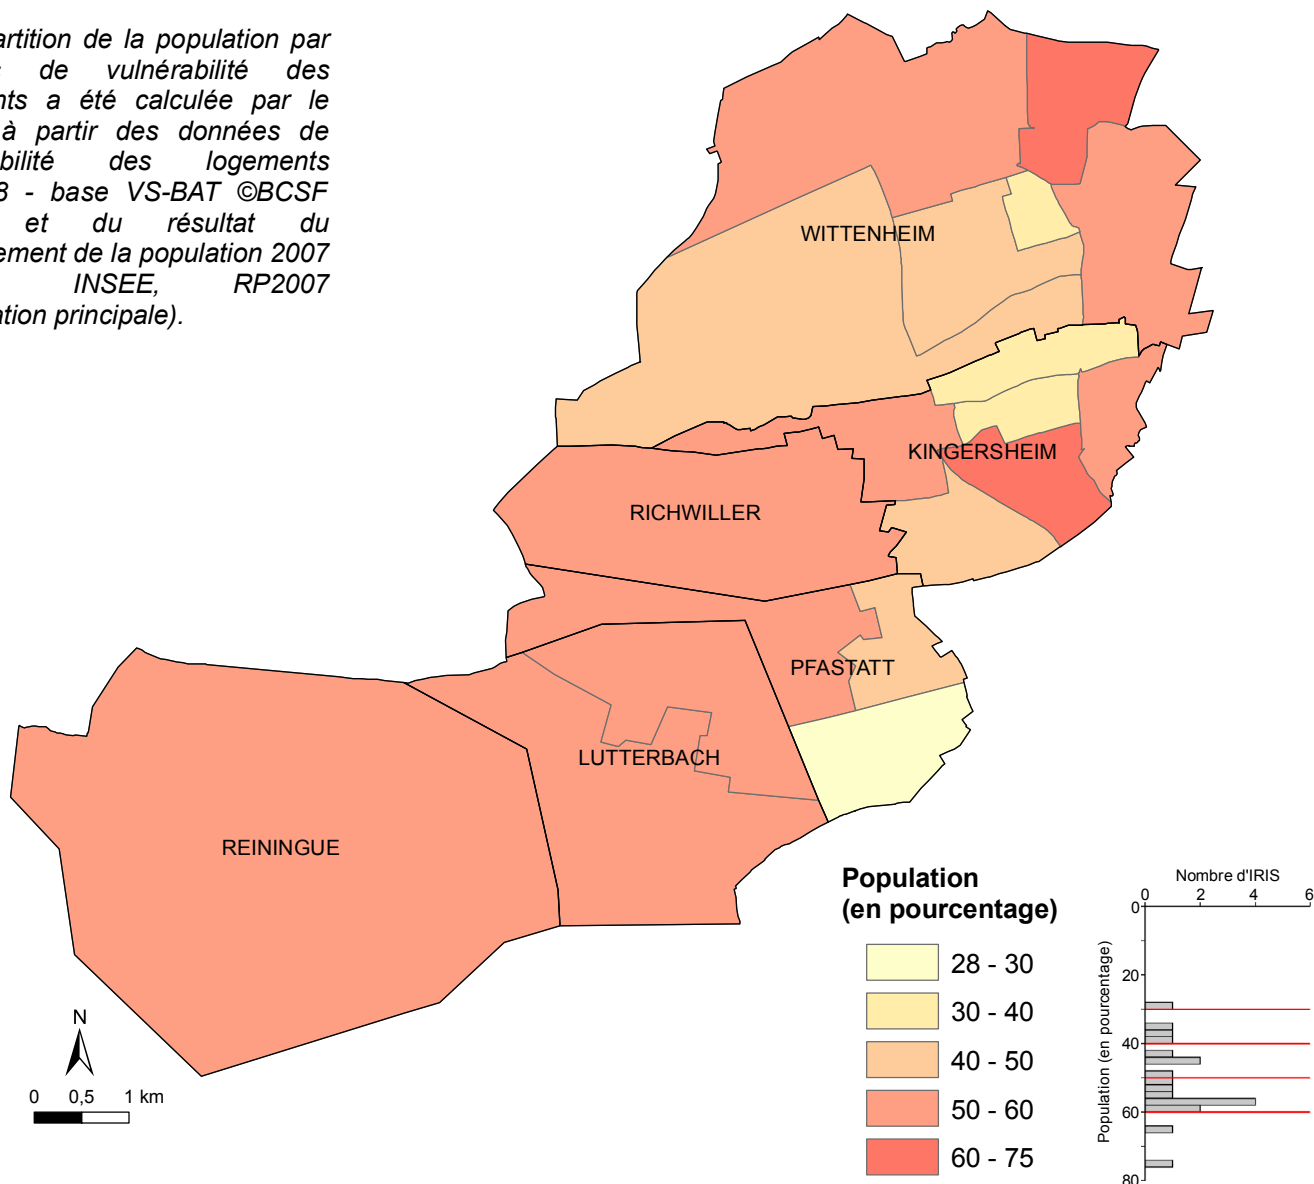 artition de la population par
de vulnérabilité des
nts a été calculée par le
à partir des données de
bilité des logements
8 - base VS-BAT ©BCSF
et du résultat du
ement de la population 2007
INSEE, RP2007
ation principale).
WITTENHEIM
KINGERSHEIM
RICHWILLER
PFASTATT
LUTTERBACH
REININGUE
N
0 0,5 1 km
Population
(en pourcentage)
28 - 30
30 - 40
40 - 50
50 - 60
60 - 75
Nombre d'IRIS
0 2 4 6
Population (en pourcentage)
0
20
40
60
80